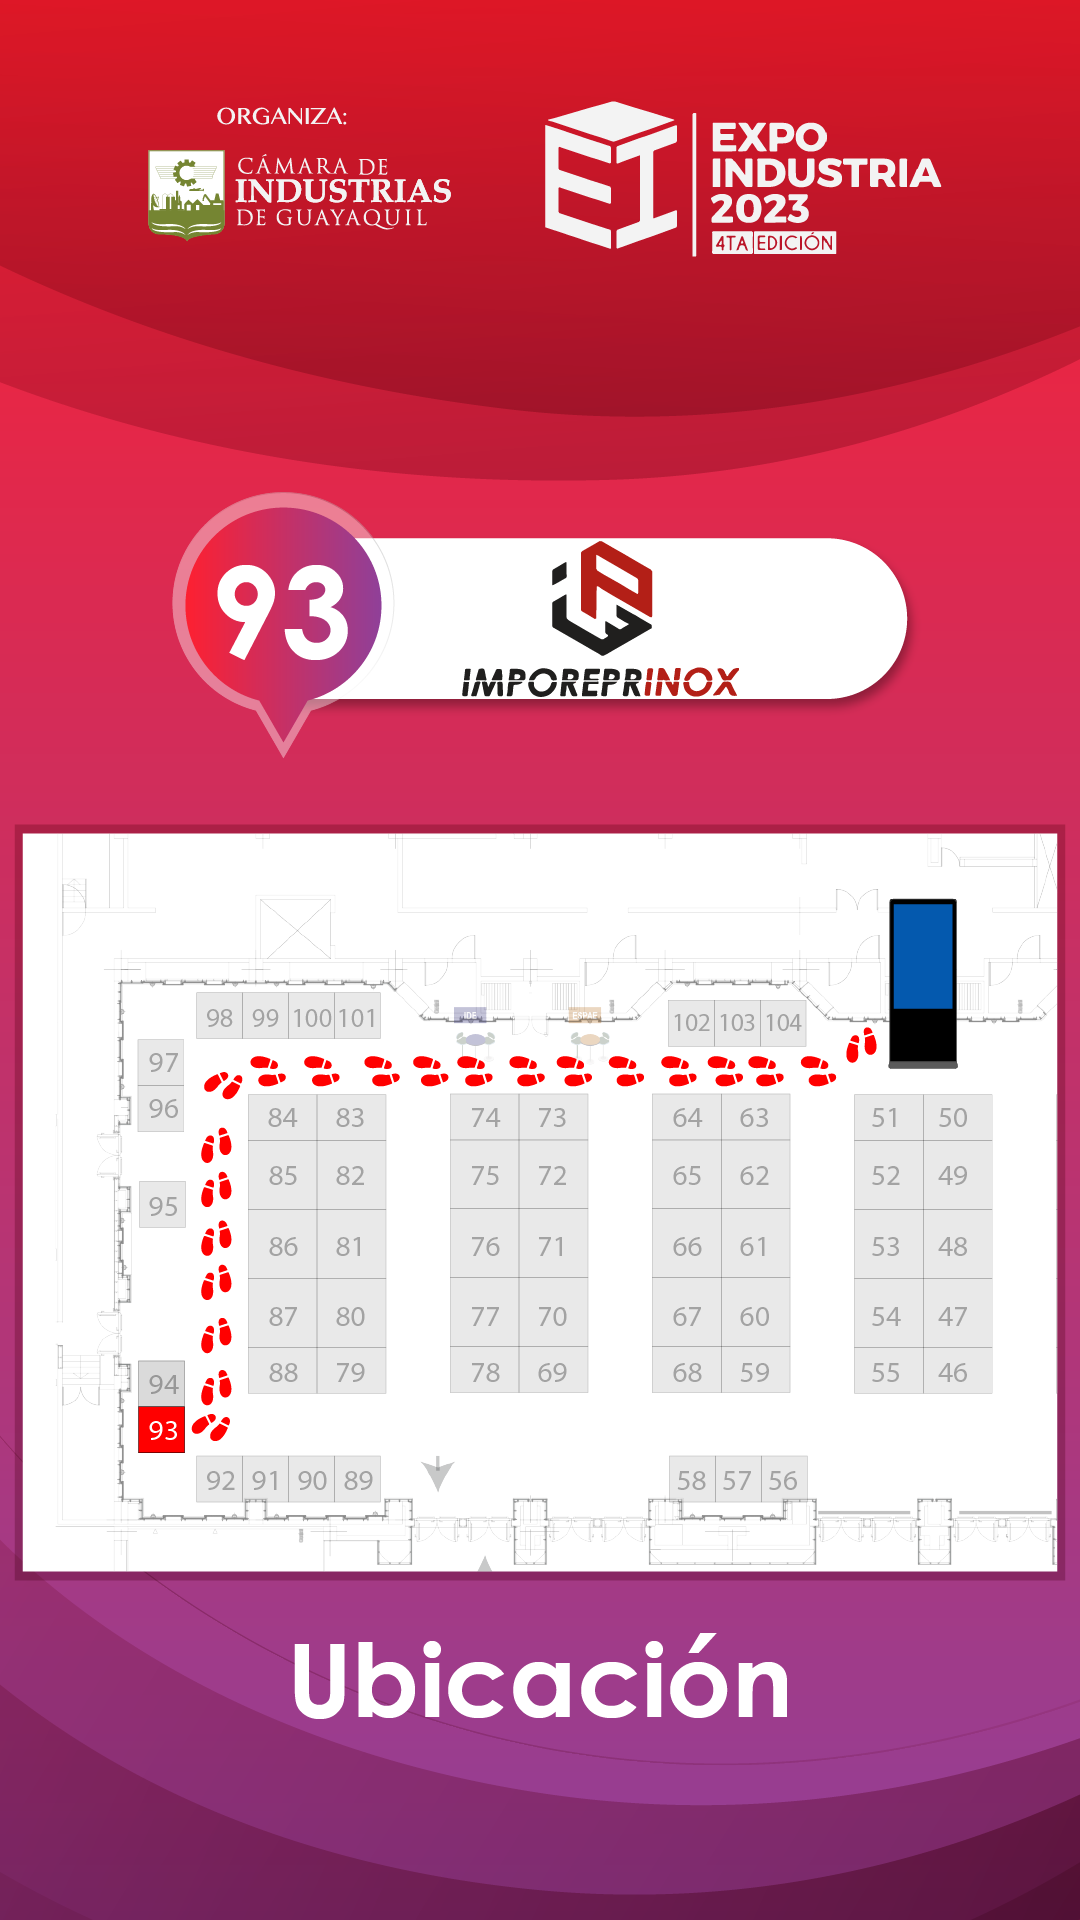 ORGANIZA:
CÁMARA DE
INDUSTRIAS
DE GUAYAQUIL
EXPO
INDUSTRIA
2023
4TA EDICIÓN
93
IMPOREPRINOX
IDE
ESPAE
98 99 100 101
102 103 104
97
96
84 83
74 73
64 63
51 50
85 82
75 72
65 62
52 49
95
86 81
76 71
66 61
53 48
87 80
77 70
67 60
54 47
88 79
78 69
68 59
55 46
94
93
92 91 90 89
58 57 56
Ubicación